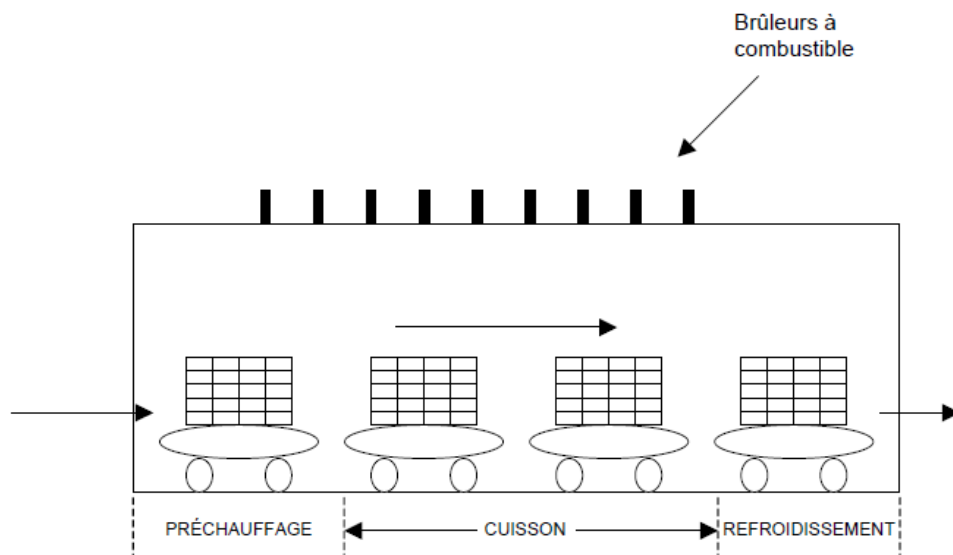 Brûleurs à
combustible
PRÉCHAUFFAGE
CUISSON
REFROIDISSEMENT